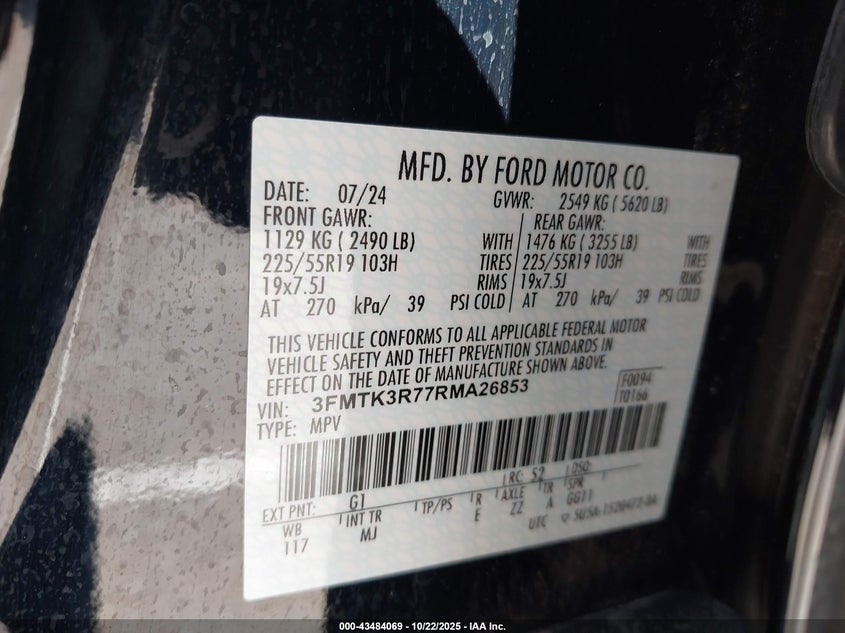 MFD. BY FORD MOTOR CO.
DATE: 07/24 GVWR: 2549 KG ( 5620 LB)
FRONT GAWR: REAR GAWR:
1129 KG ( 2490 LB) WITH 1476 KG ( 3255 LB) WITH
225/55R19 103H TIRES 225/55R19 103H TIRES
19x7.5J RIMS 19x7.5J RIMS
AT 270 kPa/ 39 PSI COLD AT 270 kPa/ 39 PSI COLD
THIS VEHICLE CONFORMS TO ALL APPLICABLE FEDERAL MOTOR
VEHICLE SAFETY AND THEFT PREVENTION STANDARDS IN
EFFECT ON THE DATE OF MANUFACTURE SHOWN ABOVE.
VIN: 3FMTK3R77RMA26853 F0094
TYPE: MPV T0166
EXT PNT: G1 RC: 52 DSO:
WB INT TR TP/PS R AXLE TR SPR
117 MJ E ZZ A GG11
UTC
000-43484069 - 10/22/2025 - IAA Inc.